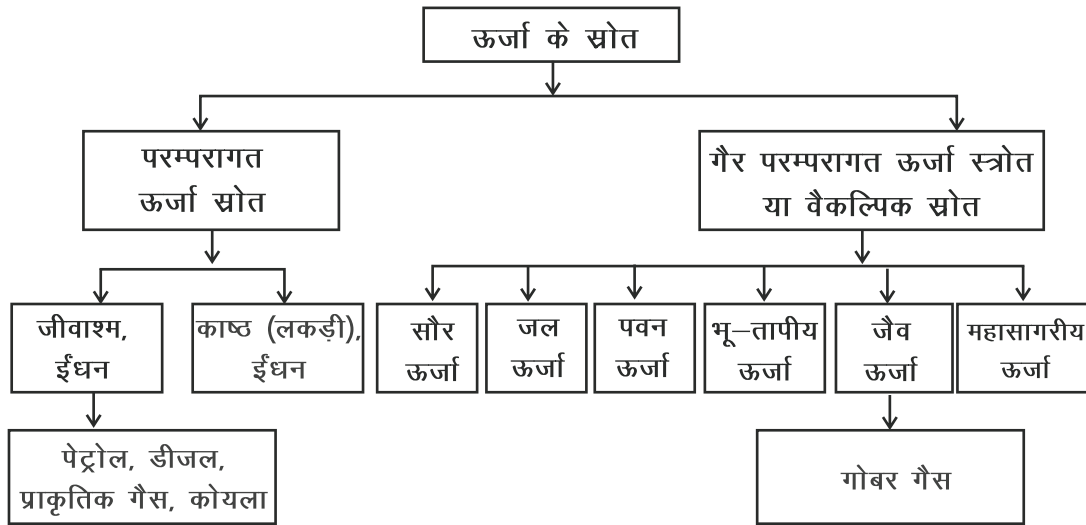 ऊर्जा के स्रोत
परम्परागत
ऊर्जा स्रोत
गैर परम्परागत ऊर्जा स्त्रोत
या वैकल्पिक स्रोत
जीवाश्म,
ईंधन
काष्ठ (लकड़ी),
ईंधन
सौर
ऊर्जा
जल
ऊर्जा
पवन
ऊर्जा
भू–तापीय
ऊर्जा
जैव
ऊर्जा
महासागरीय
ऊर्जा
पेट्रोल, डीजल,
प्राकृतिक गैस, कोयला
गोबर गैस